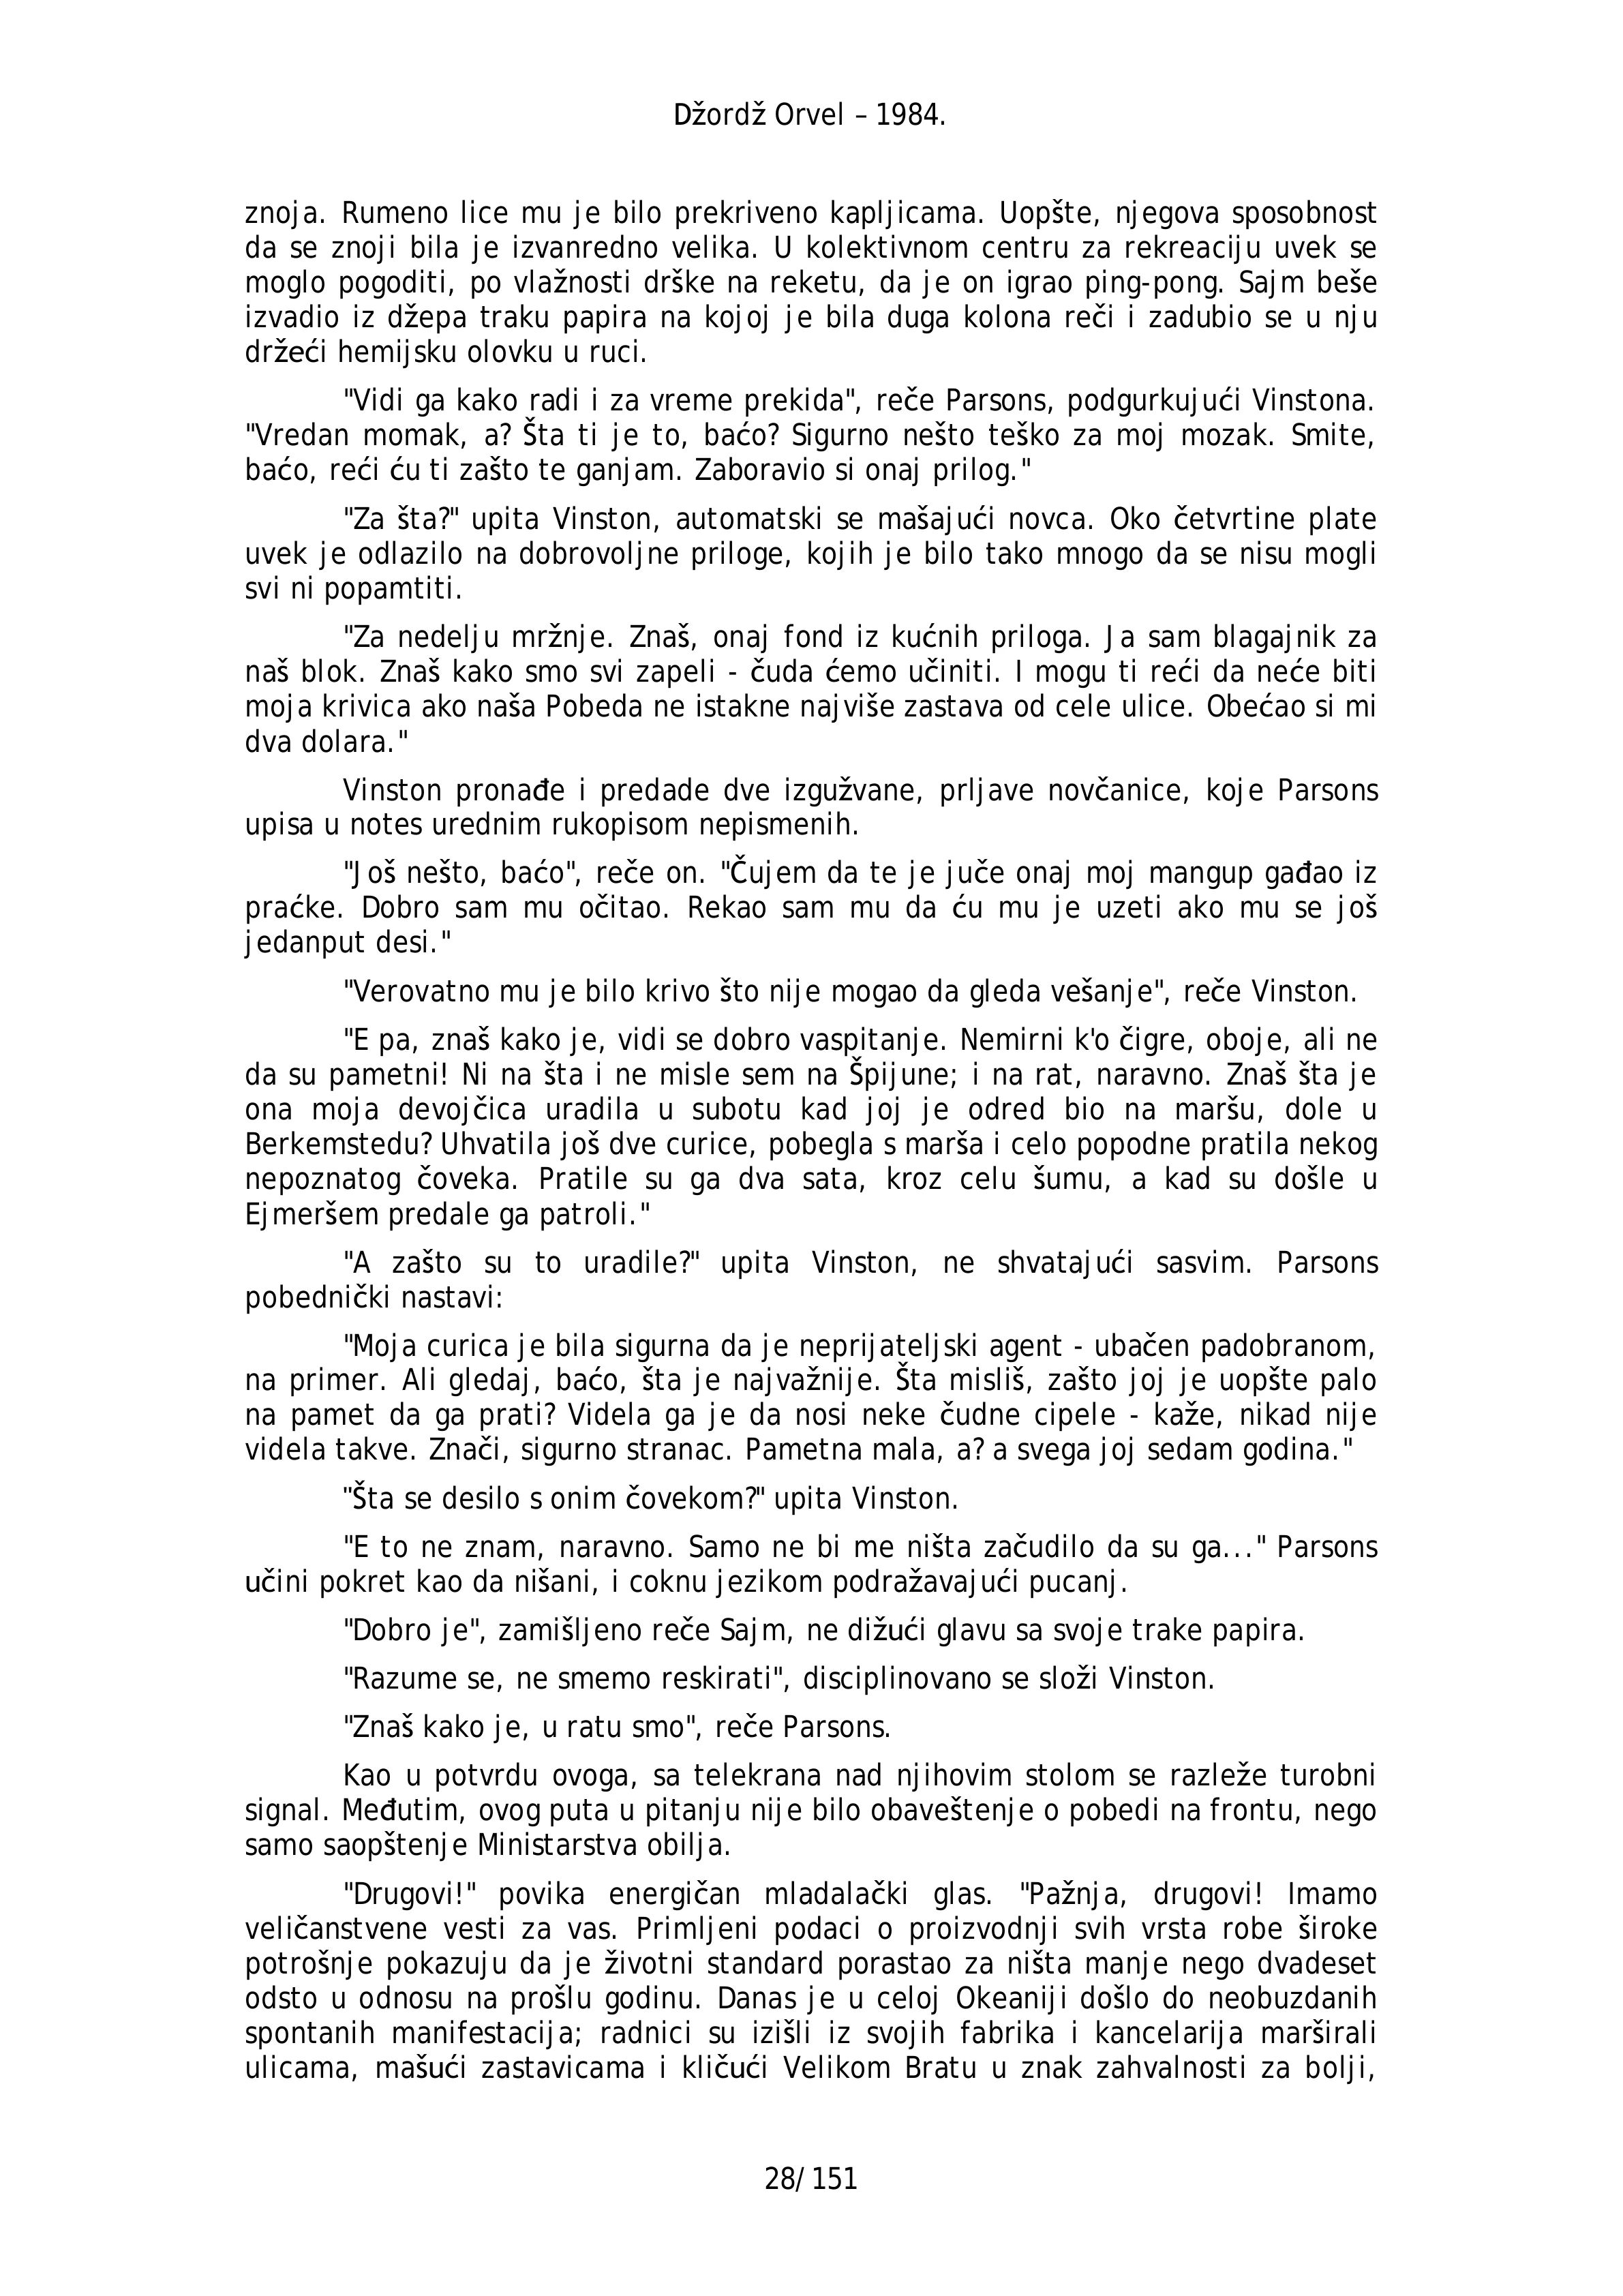 Džordž Orvel – 1984.
znoja. Rumeno lice mu je bilo prekriveno kapljicama. Uopšte, njegova sposobnost
da se znoji bila je izvanredno velika. U kolektivnom centru za rekreaciju uvek se
moglo pogoditi, po vlažnosti drške na reketu, da je on igrao ping-pong. Sajm beše
izvadio iz džepa traku papira na kojoj je bila duga kolona reči i zadubio se u nju
držeći hemijsku olovku u ruci.
"Vidi ga kako radi i za vreme prekida", reče Parsons, podgurkujući Vinstona.
"Vredan momak, a? Šta ti je to, baćo? Sigurno nešto teško za moj mozak. Smite,
baćo, reći ću ti zašto te ganjam. Zaboravio si onaj prilog."
"Za šta?" upita Vinston, automatski se mašajući novca. Oko četvrtine plate
uvek je odlazilo na dobrovoljne priloge, kojih je bilo tako mnogo da se nisu mogli
svi ni popamtiti.
"Za nedelju mržnje. Znaš, onaj fond iz kućnih priloga. Ja sam blagajnik za
naš blok. Znaš kako smo svi zapeli - čuda ćemo učiniti. I mogu ti reći da neće biti
moja krivica ako naša Pobeda ne istakne najviše zastava od cele ulice. Obećao si mi
dva dolara."
Vinston pronađe i predade dve izgužvane, prljave novčanice, koje Parsons
upisa u notes urednim rukopisom nepismenih.
"Još nešto, baćo", reče on. "Čujem da te je juče onaj moj mangup gađao iz
praćke. Dobro sam mu očitao. Rekao sam mu da ću mu je uzeti ako mu se još
jedanput desi."
"Verovatno mu je bilo krivo što nije mogao da gleda vešanje", reče Vinston.
"E pa, znaš kako je, vidi se dobro vaspitanje. Nemirni k'o čigre, oboje, ali ne
da su pametni! Ni na šta i ne misle sem na Špijune; i na rat, naravno. Znaš šta je
ona moja devojčica uradila u subotu kad joj je odred bio na maršu, dole u
Berkemstedu? Uhvatila još dve curice, pobegla s marša i celo popodne pratila nekog
nepoznatog čoveka. Pratile su ga dva sata, kroz celu šumu, a kad su došle u
Ejmeršem predale ga patroli."
"A zašto su to uradile?" upita Vinston, ne shvatajući sasvim. Parsons
pobednički nastavi:
"Moja curica je bila sigurna da je neprijateljski agent - ubačen padobranom,
na primer. Ali gledaj, baćo, šta je najvažnije. Šta misliš, zašto joj je uopšte palo
na pamet da ga prati? Videla ga je da nosi neke čudne cipele - kaže, nikad nije
videla takve. Znači, sigurno stranac. Pametna mala, a? a svega joj sedam godina."
"Šta se desilo s onim čovekom?" upita Vinston.
"E to ne znam, naravno. Samo ne bi me ništa začudilo da su ga..." Parsons
učini pokret kao da nišani, i coknu jezikom podražavajući pucanj.
"Dobro je", zamišljeno reče Sajm, ne dižući glavu sa svoje trake papira.
"Razume se, ne smemo reskirati", disciplinovano se složi Vinston.
"Znaš kako je, u ratu smo", reče Parsons.
Kao u potvrdu ovoga, sa telekrana nad njihovim stolom se razleže turobni
signal. Međutim, ovog puta u pitanju nije bilo obaveštenje o pobedi na frontu, nego
samo saopštenje Ministarstva obilja.
"Drugovi!" povika energičan mladalački glas. "Pažnja, drugovi! Imamo
veličanstvene vesti za vas. Primljeni podaci o proizvodnji svih vrsta robe široke
potrošnje pokazuju da je životni standard porastao za ništa manje nego dvadeset
odsto u odnosu na prošlu godinu. Danas je u celoj Okeaniji došlo do neobuzdanih
spontanih manifestacija; radnici su izišli iz svojih fabrika i kancelarija marširali
ulicama, mašući zastavicama i kličući Velikom Bratu u znak zahvalnosti za bolji,
28/ 151